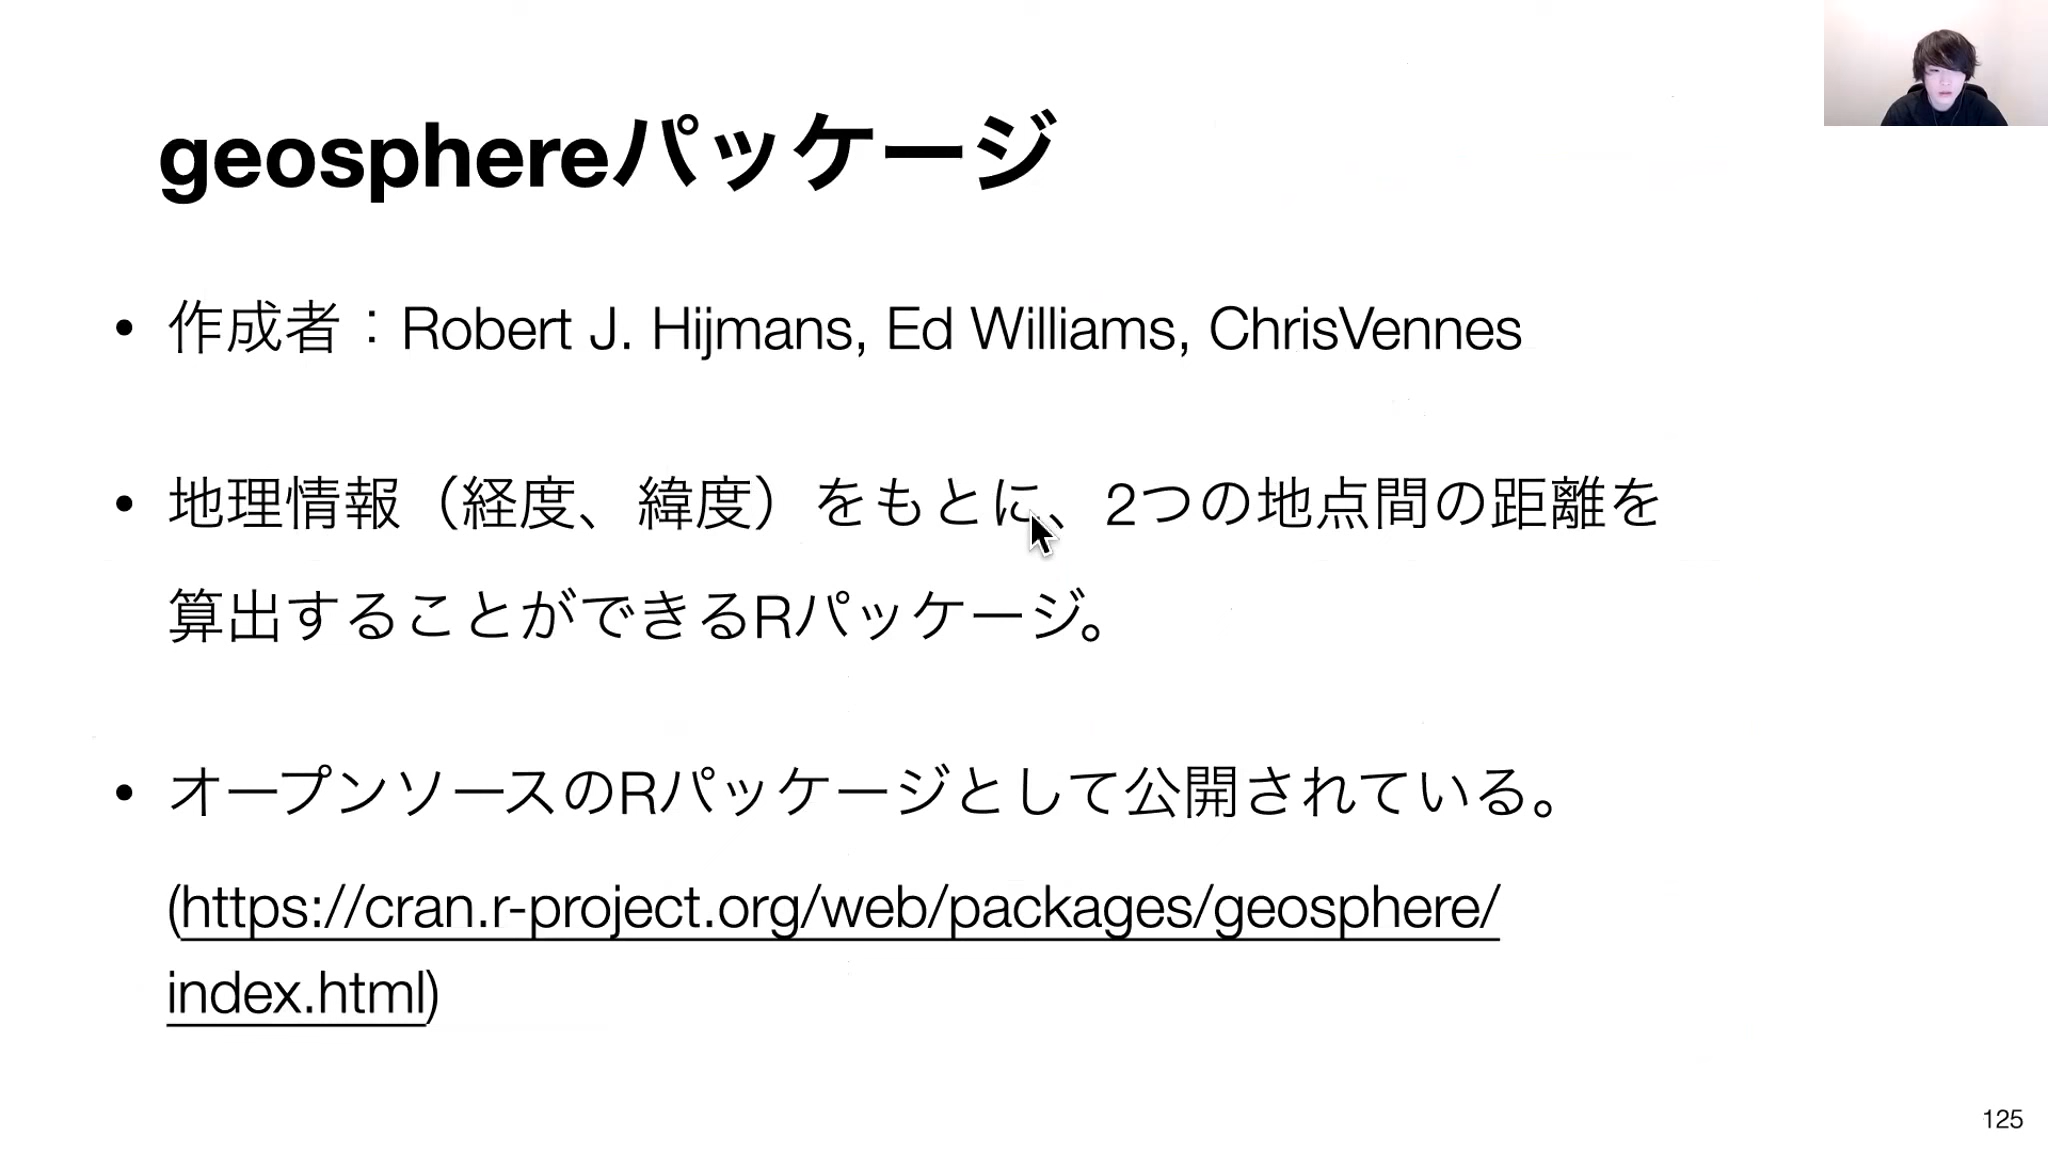 geosphereパッケージ
• 作成者：Robert J. Hijmans, Ed Williams, ChrisVennes
• 地理情報（経度、緯度）をもとに、2つの地点間の距離を
算出することができるRパッケージ。
• オープンソースのRパッケージとして公開されている。
(https://cran.r-project.org/web/packages/geosphere/
index.html)
125